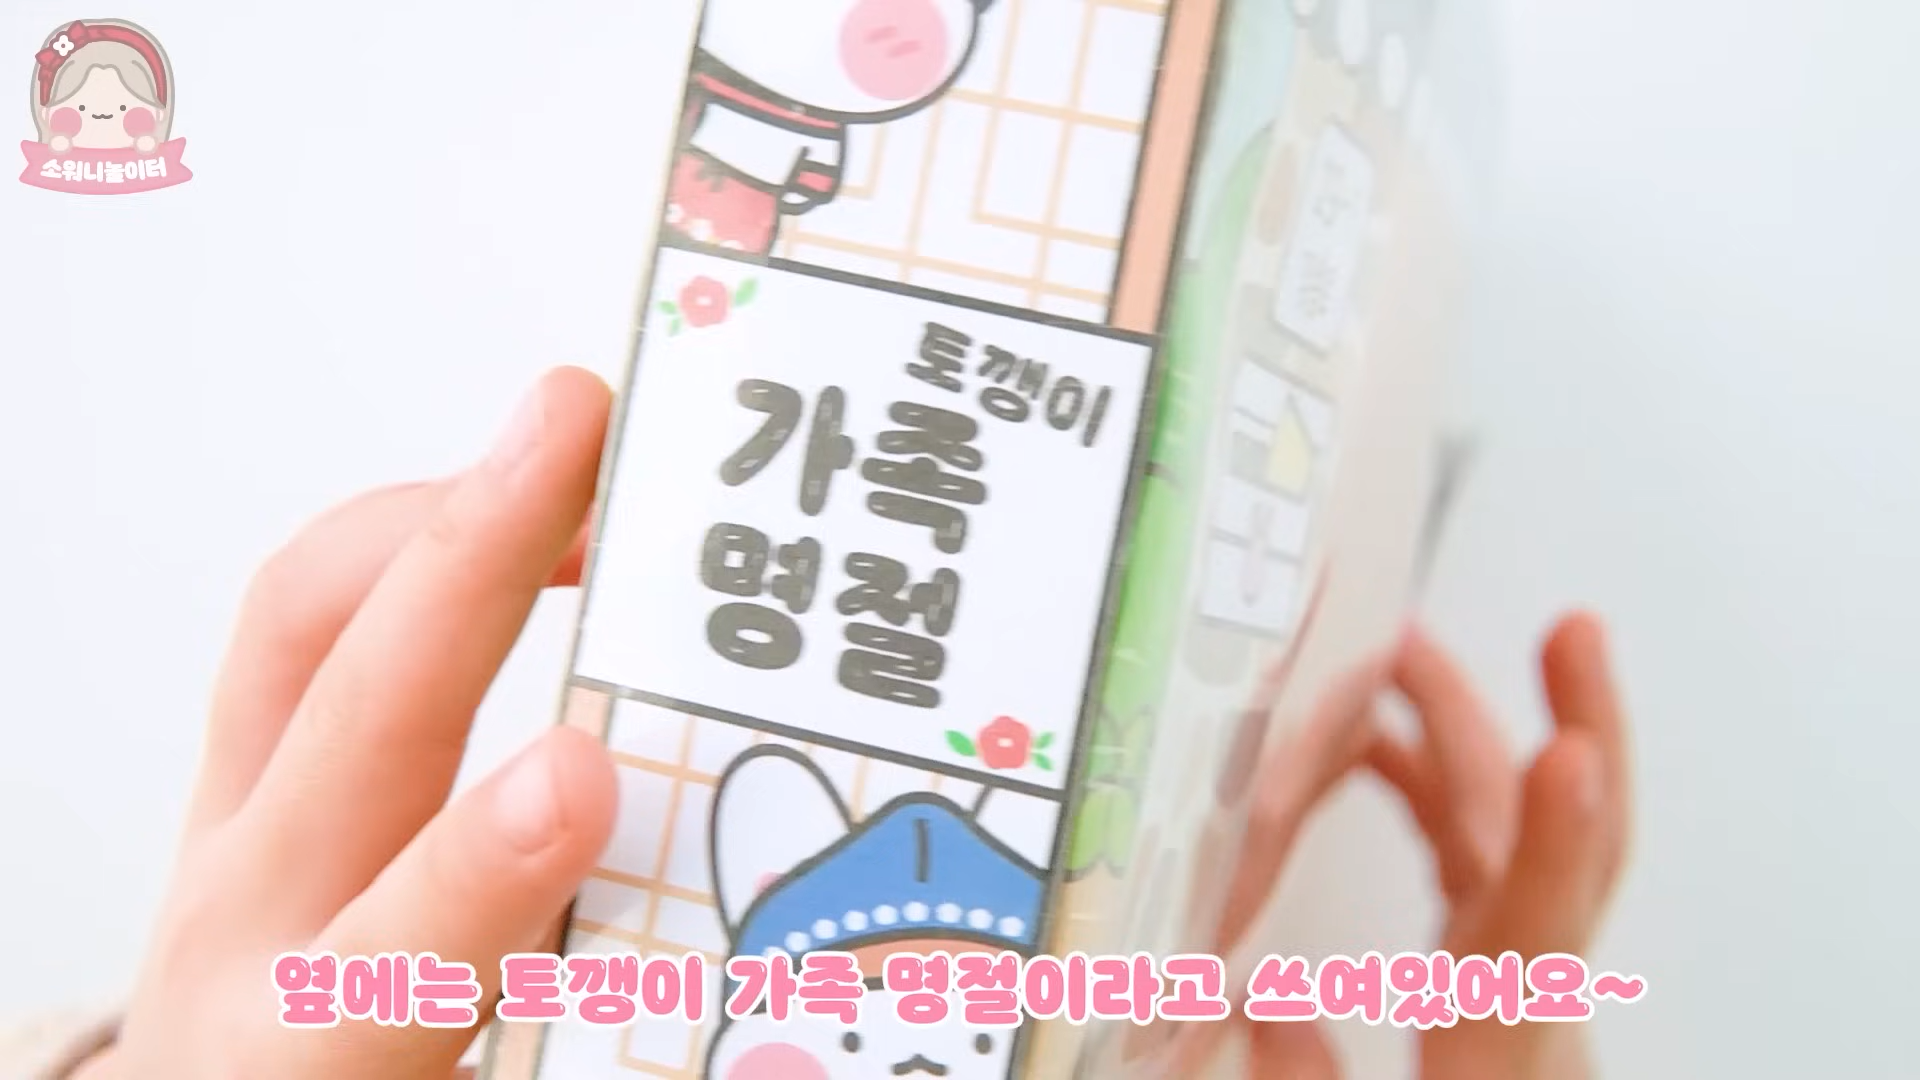 소워니놀이터
토깽이
가족
명절
옆에는 토깽이 가족 명절이라고 쓰여있어요~